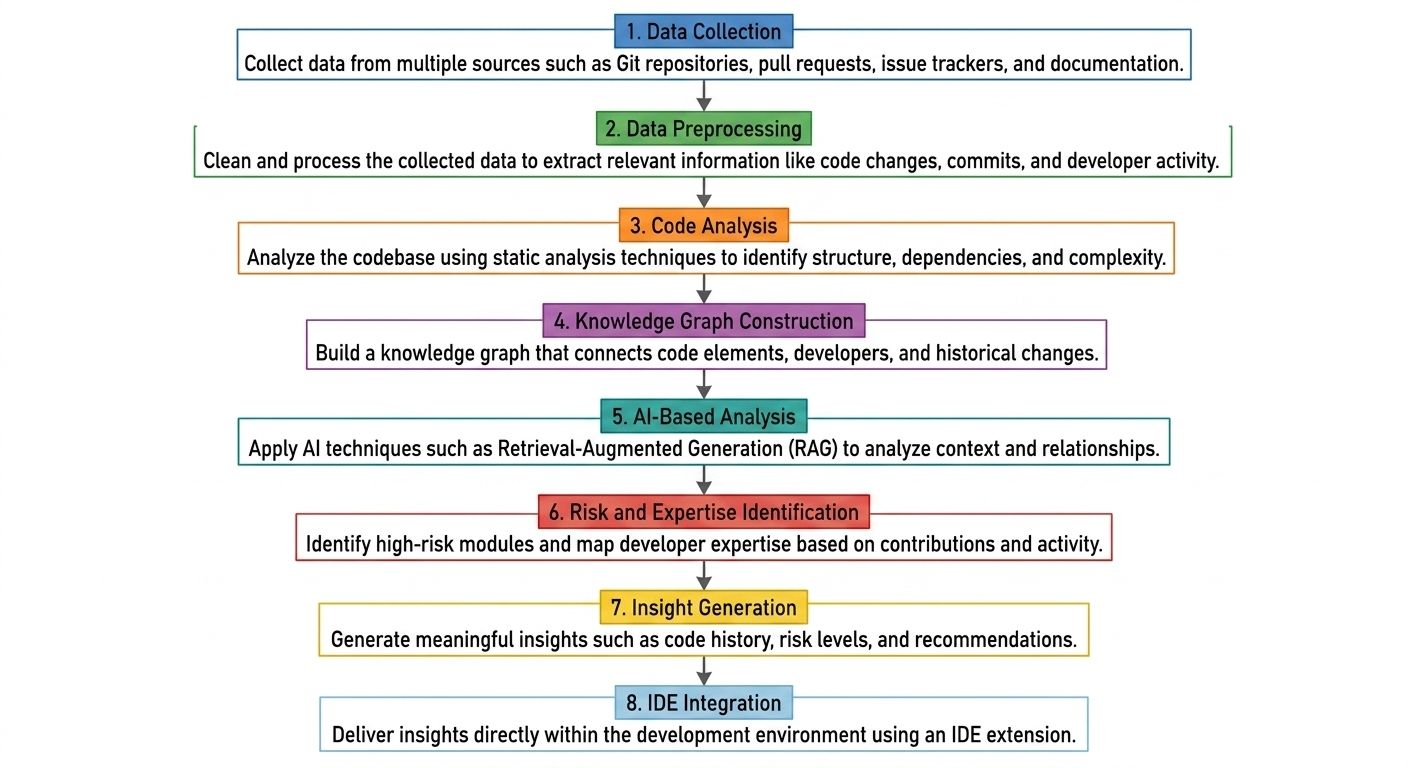 1. Data Collection
Collect data from multiple sources such as Git repositories, pull requests, issue trackers, and documentation.
2. Data Preprocessing
Clean and process the collected data to extract relevant information like code changes, commits, and developer activity.
3. Code Analysis
Analyze the codebase using static analysis techniques to identify structure, dependencies, and complexity.
4. Knowledge Graph Construction
Build a knowledge graph that connects code elements, developers, and historical changes.
5. AI-Based Analysis
Apply AI techniques such as Retrieval-Augmented Generation (RAG) to analyze context and relationships.
6. Risk and Expertise Identification
Identify high-risk modules and map developer expertise based on contributions and activity.
7. Insight Generation
Generate meaningful insights such as code history, risk levels, and recommendations.
8. IDE Integration
Deliver insights directly within the development environment using an IDE extension.